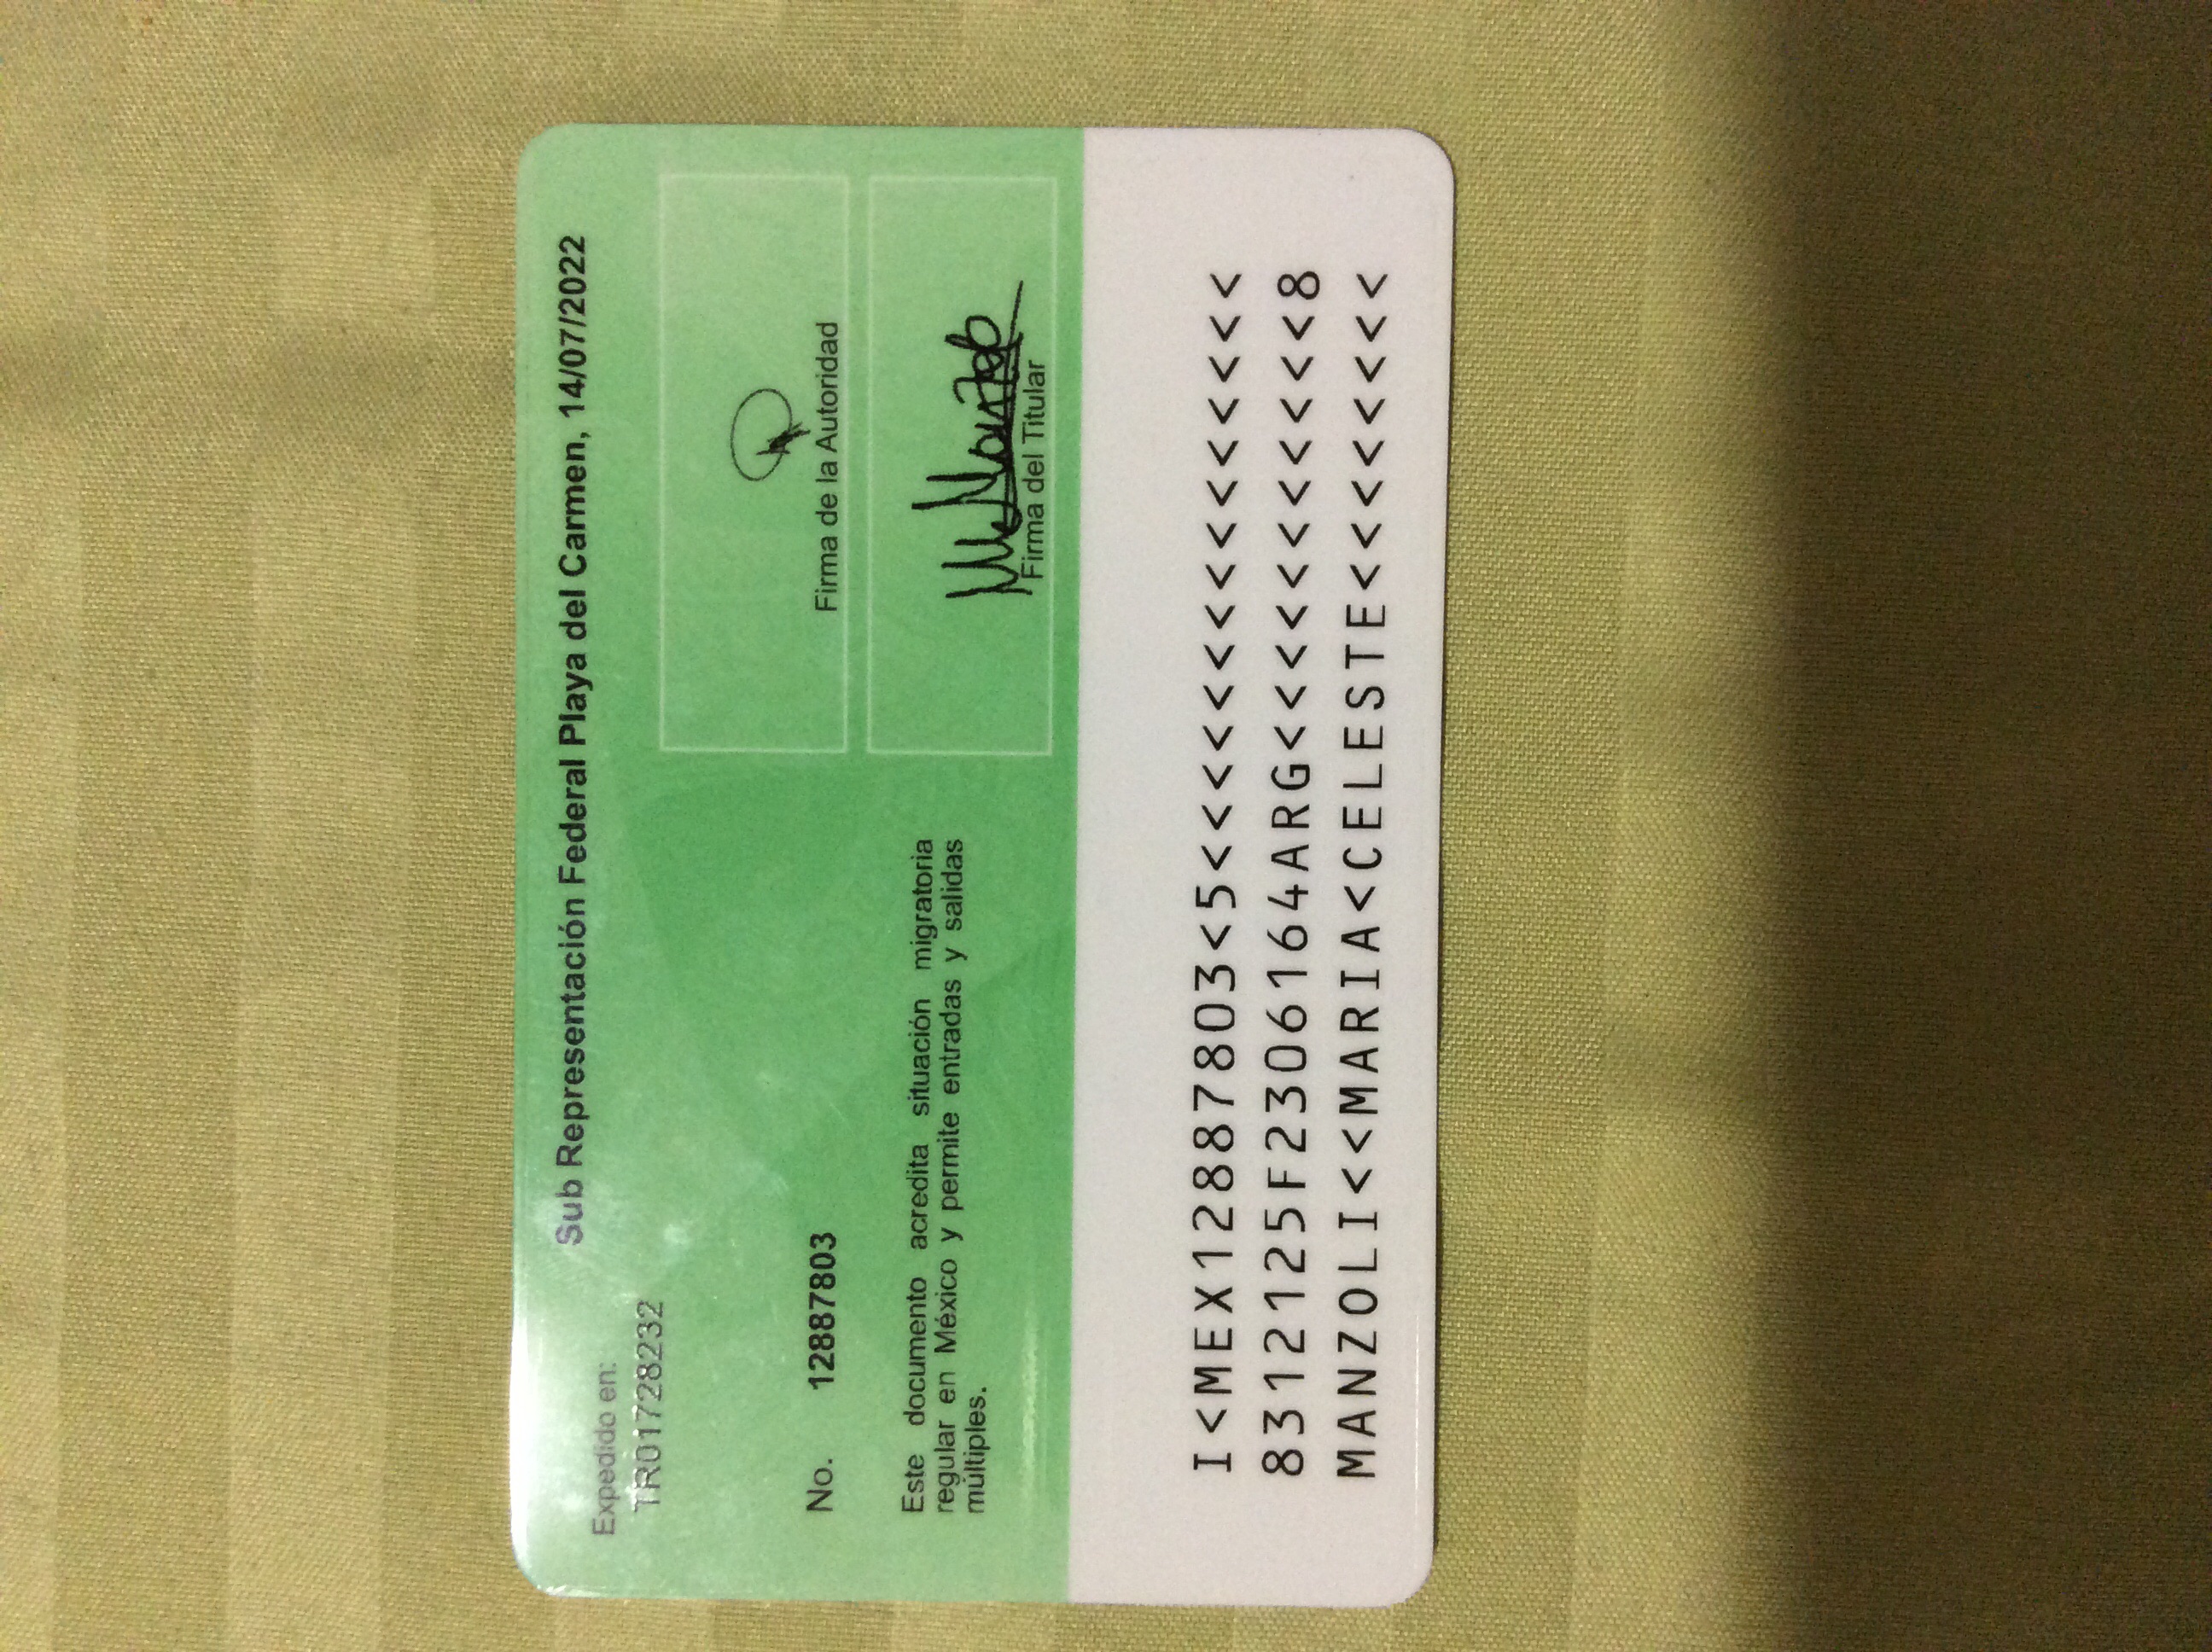 Expedido en:
Sub Representación Federal Playa del Carmen, 14/07/2022
TR01728232
No. 12887803
Este documento acredita situación migratoria
regular en México y permite entradas y salidas
múltiples.
Firma de la Autoridad
Firma del Titular
I<MEX12887803<5<<<<<<<<<<<<<<<
8312125F2306164ARG<<<<<<<<<<<8
MANZOLI<<MARIA<CELESTE<<<<<<<<